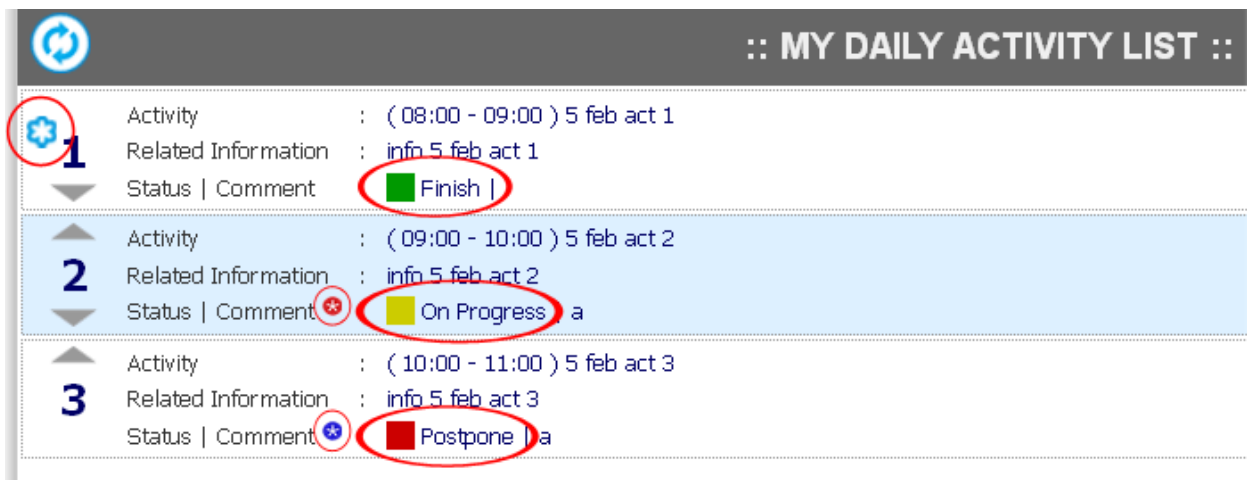 :: MY DAILY ACTIVITY LIST ::
1
Activity : ( 08:00 - 09:00 ) 5 feb act 1
Related Information : info 5 feb act 1
Status | Comment Finish |
2
Activity : ( 09:00 - 10:00 ) 5 feb act 2
Related Information : info 5 feb act 2
Status | Comment On Progress | a
3
Activity : ( 10:00 - 11:00 ) 5 feb act 3
Related Information : info 5 feb act 3
Status | Comment Postpone | a